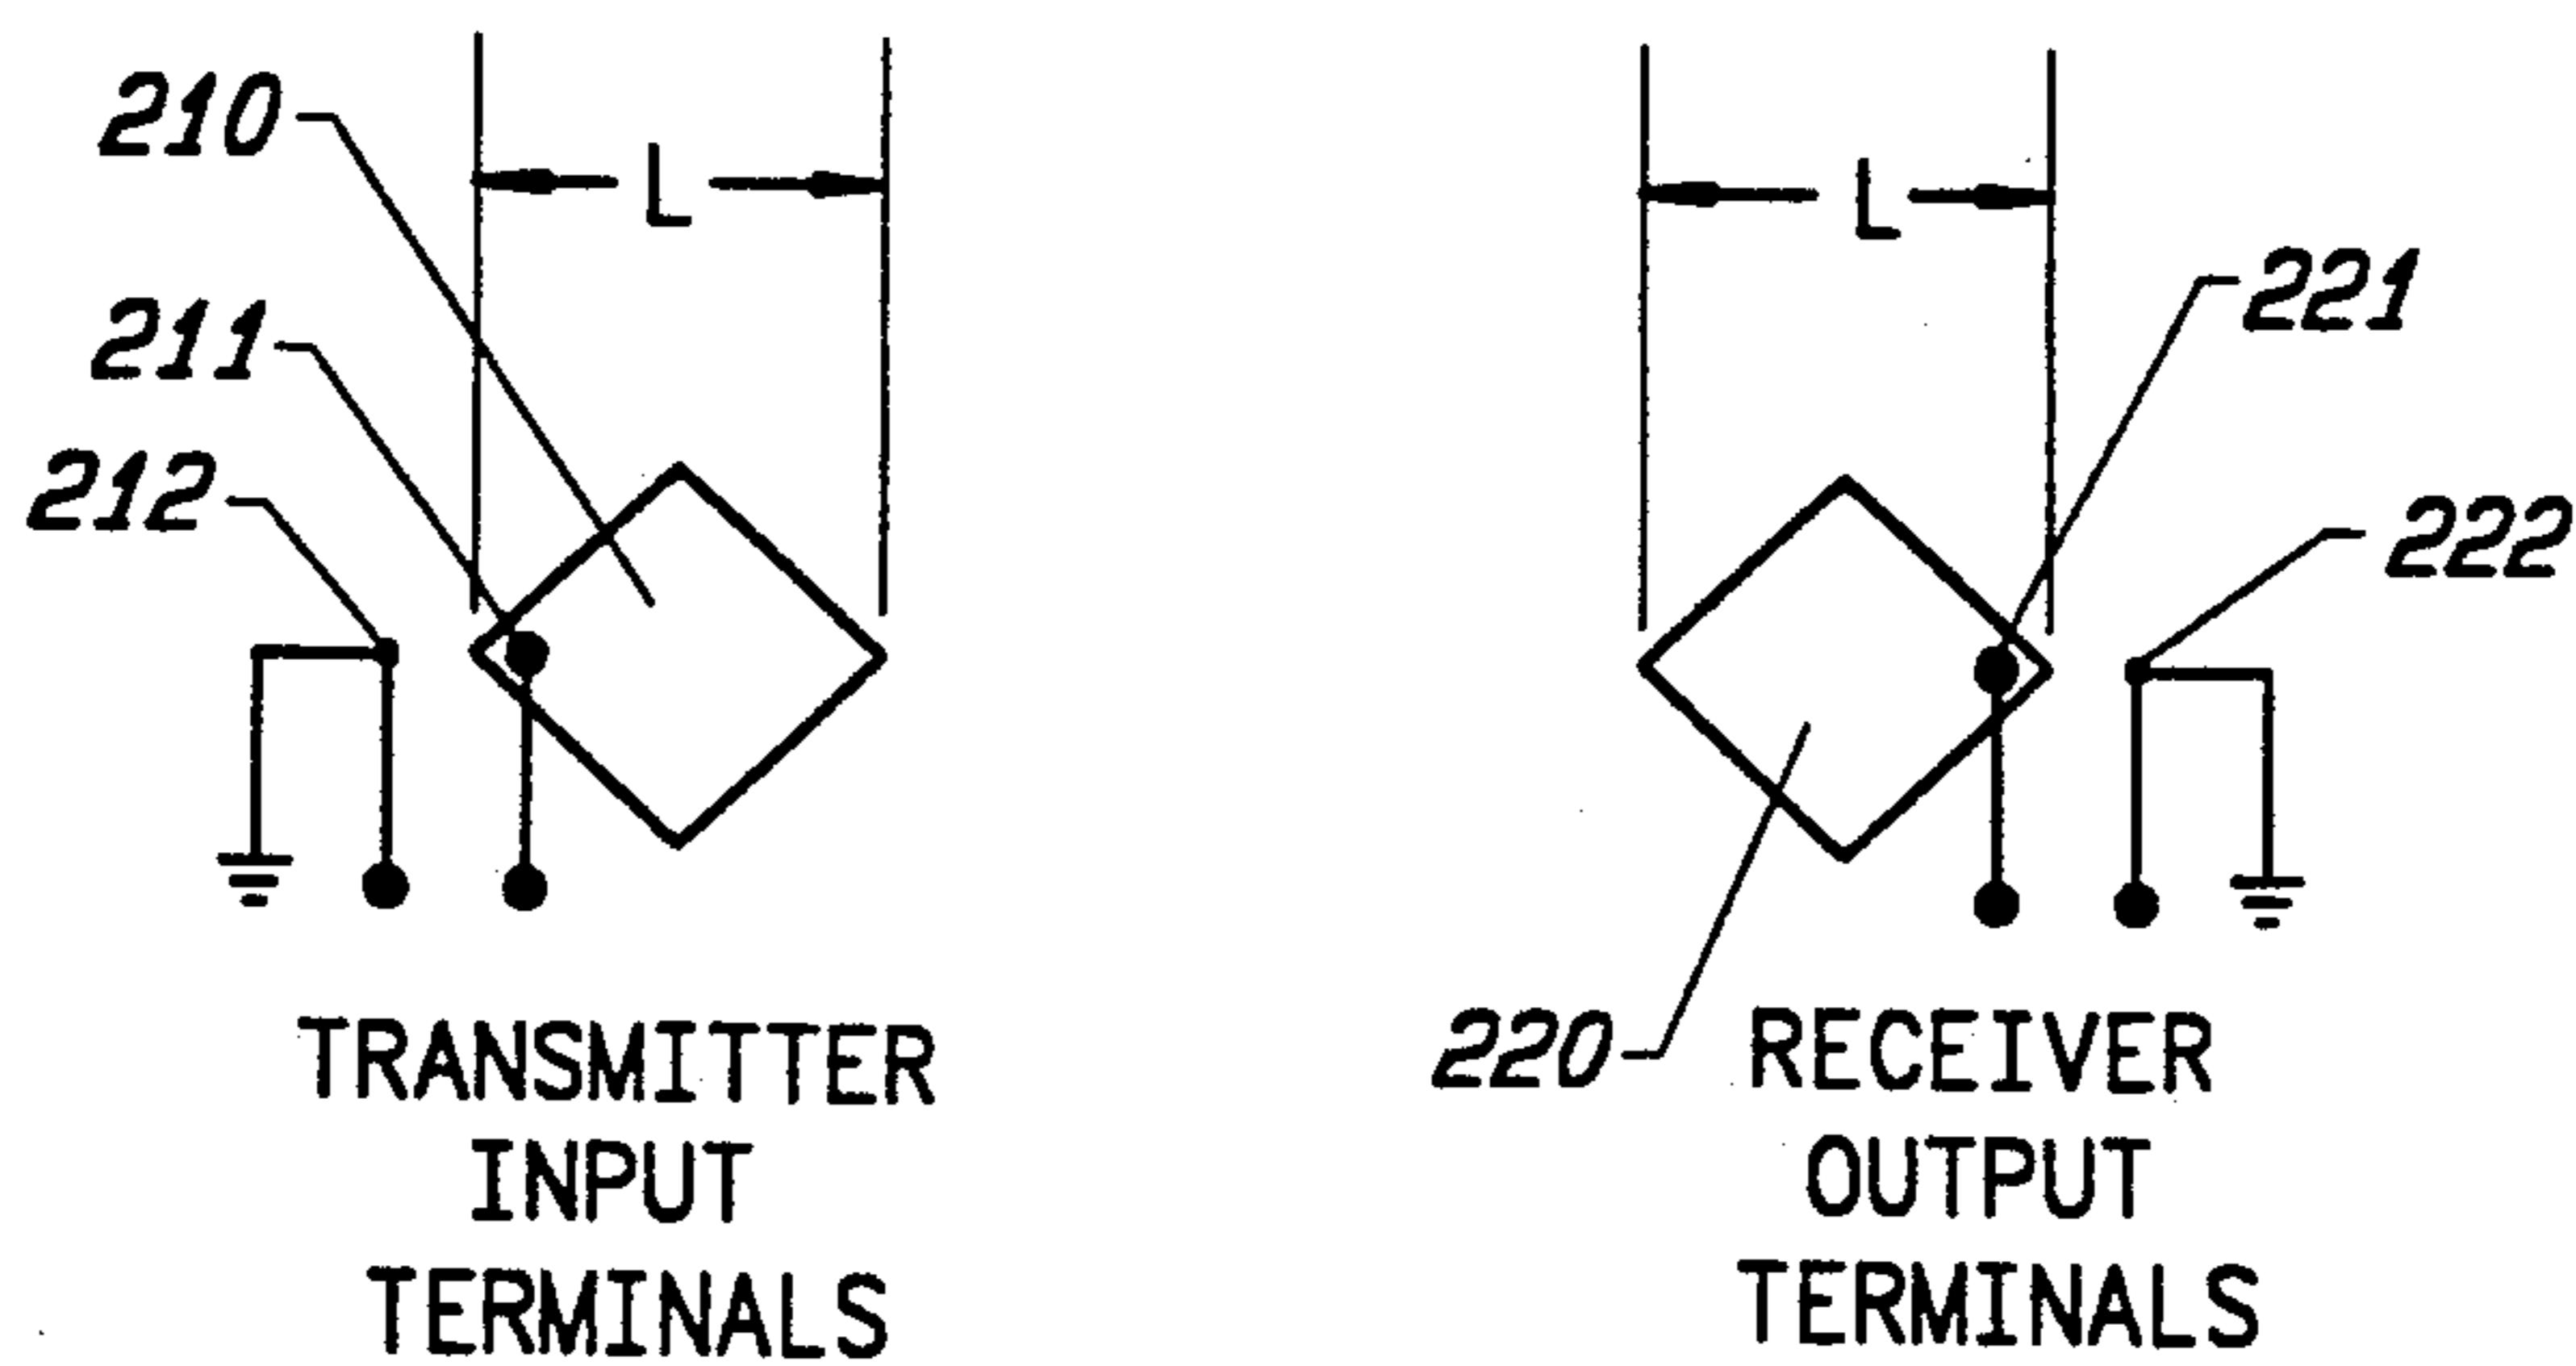 210
L
211
212
L
221
222
220
TRANSMITTER
INPUT
TERMINALS
RECEIVER
OUTPUT
TERMINALS